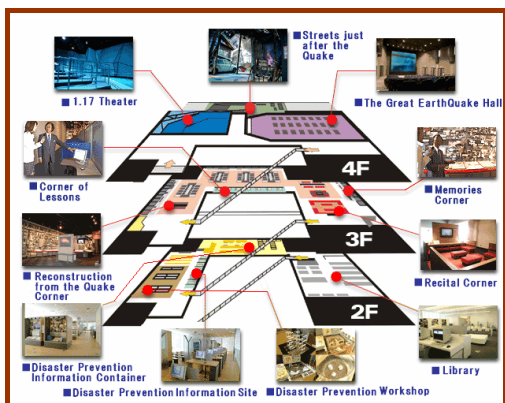 ■Streets just
after the
Quake
■1.17 Theater
■The Great EarthQuake Hall
4F
■Corner of
Lessons
■Memories
Corner
3F
■Reconstruction
from the Quake
Corner
■Recital Corner
2F
■Disaster Prevention
Information Container
■Library
■Disaster Prevention Information Site
■Disaster Prevention Workshop